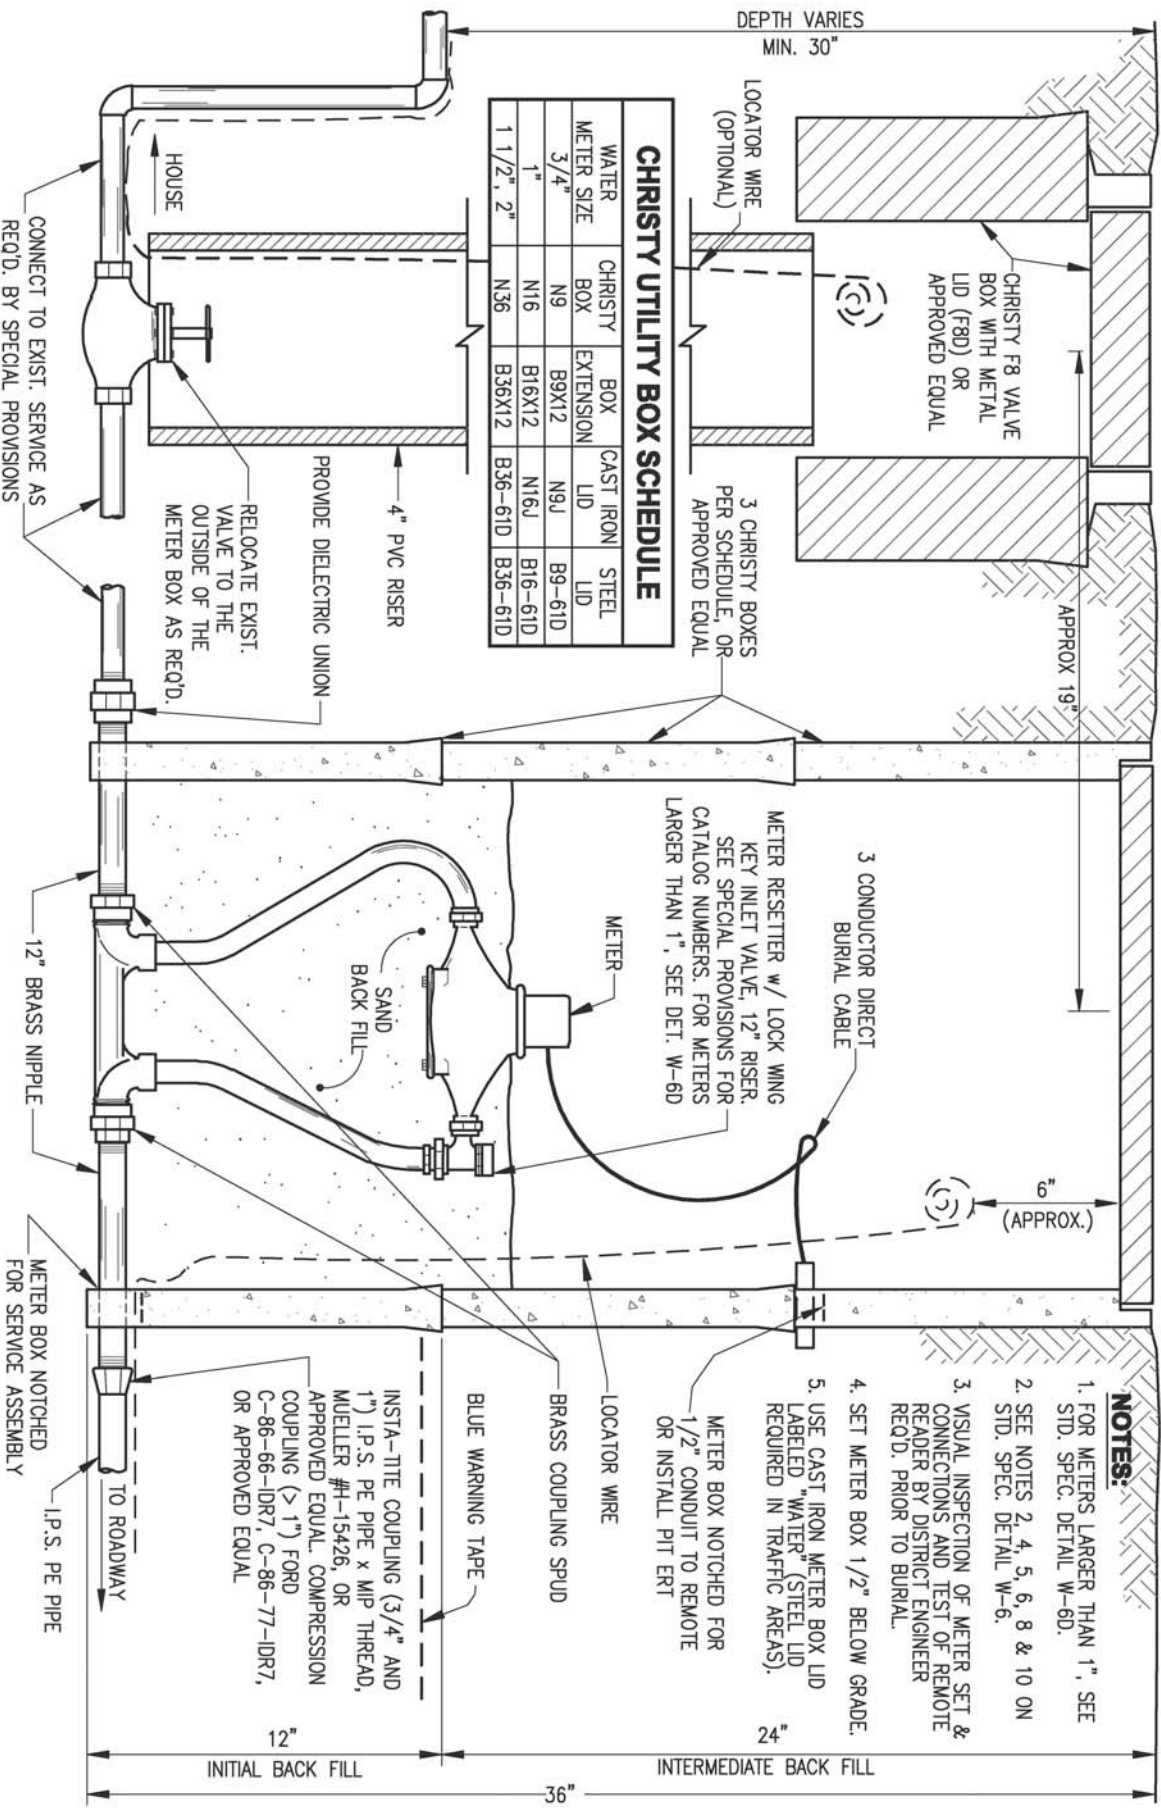 DEPTH VARIES
MIN. 30"
LOCATOR WIRE
(OPTIONAL)
CHRISTY F8 VALVE
BOX WITH METAL
LID (F8D) OR
APPROVED EQUAL
APPROX 19"
CHRISTY UTILITY BOX SCHEDULE
WATER METER SIZE | CHRISTY BOX | BOX EXTENSION | CAST IRON LID | STEEL LID
3/4" | N9 | B9X12 | N9J | B9-61D
1" | N16 | B16X12 | N16J | B16-61D
1 1/2", 2" | N36 | B36X12 | B36-61D | B36-61D
3 CHRISTY BOXES
PER SCHEDULE, OR
APPROVED EQUAL
HOUSE
4" PVC RISER
PROVIDE DIELECTRIC UNION
RELOCATE EXIST.
VALVE TO THE
OUTSIDE OF THE
METER BOX AS REQ'D.
CONNECT TO EXIST. SERVICE AS
REQ'D. BY SPECIAL PROVISIONS
3 CONDUCTOR DIRECT
BURIAL CABLE
METER RESETTER w/ LOCK WING
KEY INLET VALVE, 12" RISER.
SEE SPECIAL PROVISIONS FOR
CATALOG NUMBERS. FOR METERS
LARGER THAN 1", SEE DET. W-6D
METER
SAND
BACK FILL
12" BRASS NIPPLE
6"
(APPROX.)
NOTES:
1. FOR METERS LARGER THAN 1", SEE
STD. SPEC. DETAIL W-6D.
2. SEE NOTES 2, 4, 5, 6, 8 & 10 ON
STD. SPEC. DETAIL W-6.
3. VISUAL INSPECTION OF METER SET &
CONNECTIONS AND TEST OF REMOTE
READER BY DISTRICT ENGINEER
REQ'D. PRIOR TO BURIAL.
4. SET METER BOX 1/2" BELOW GRADE.
5. USE CAST IRON METER BOX LID
LABELED "WATER" (STEEL LID
REQUIRED IN TRAFFIC AREAS).
METER BOX NOTCHED FOR
1/2" CONDUIT TO REMOTE
OR INSTALL PIT ERT
LOCATOR WIRE
BRASS COUPLING SPUD
BLUE WARNING TAPE
INSTA-TITE COUPLING (3/4" AND
1") I.P.S. PE PIPE x MIP THREAD,
MUELLER #H-15426, OR
APPROVED EQUAL. COMPRESSION
COUPLING (> 1") FORD
C-86-66-IDR7, C-86-77-IDR7,
OR APPROVED EQUAL
TO ROADWAY
I.P.S. PE PIPE
METER BOX NOTCHED
FOR SERVICE ASSEMBLY
24"
INTERMEDIATE BACK FILL
12"
INITIAL BACK FILL
36"